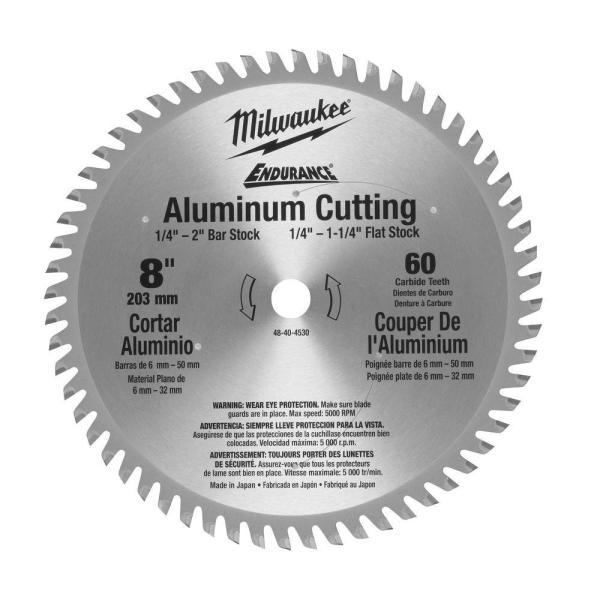 Milwaukee
ENDURANCE®
Aluminum Cutting
1/4" – 2" Bar Stock 1/4" – 1-1/4" Flat Stock
8"
203 mm
Cortar
Aluminio
Barras de 6 mm – 50 mm
Material Plano de
6 mm – 32 mm
60
Carbide Teeth
Dientes de Carburo
Denture à Carbure
Couper De
l'Aluminium
Poignée barre de 6 mm – 50 mm
Poignée plate de 6 mm – 32 mm
48-40-4530
WARNING: WEAR EYE PROTECTION. Make sure blade
guards are in place. Max speed: 5000 RPM
ADVERTENCIA: SIEMPRE LLEVE PROTECCION PARA LA VISTA.
Asegúrese de que las protecciones de la cuchillase encuentren bien
colocadas. Velocidad máxima: 5 000 r.p.m.
ADVERTISSEMENT: TOUJOURS PORTER DES LUNETTES
DE SÉCURITÉ. Assurez-vous que tous les protecteurs
de lame sont bien en place. Vitesse maximale: 5 000 tr/min.
Made in Japan • Fabricada en Japón • Fabriqué au Japon